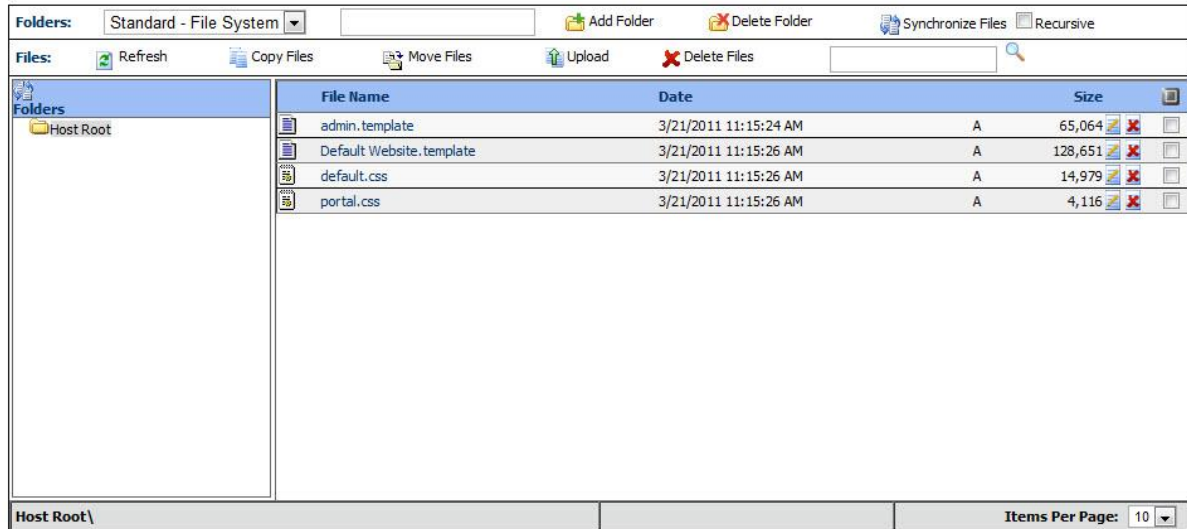 Folders: Standard - File System Add Folder Delete Folder Synchronize Files Recursive
Files: Refresh Copy Files Move Files Upload Delete Files
Folders
Host Root
File Name Date Size
admin.template 3/21/2011 11:15:24 AM A 65,064
Default Website.template 3/21/2011 11:15:26 AM A 128,651
default.css 3/21/2011 11:15:26 AM A 14,979
portal.css 3/21/2011 11:15:26 AM A 4,116
Host Root\ Items Per Page: 10